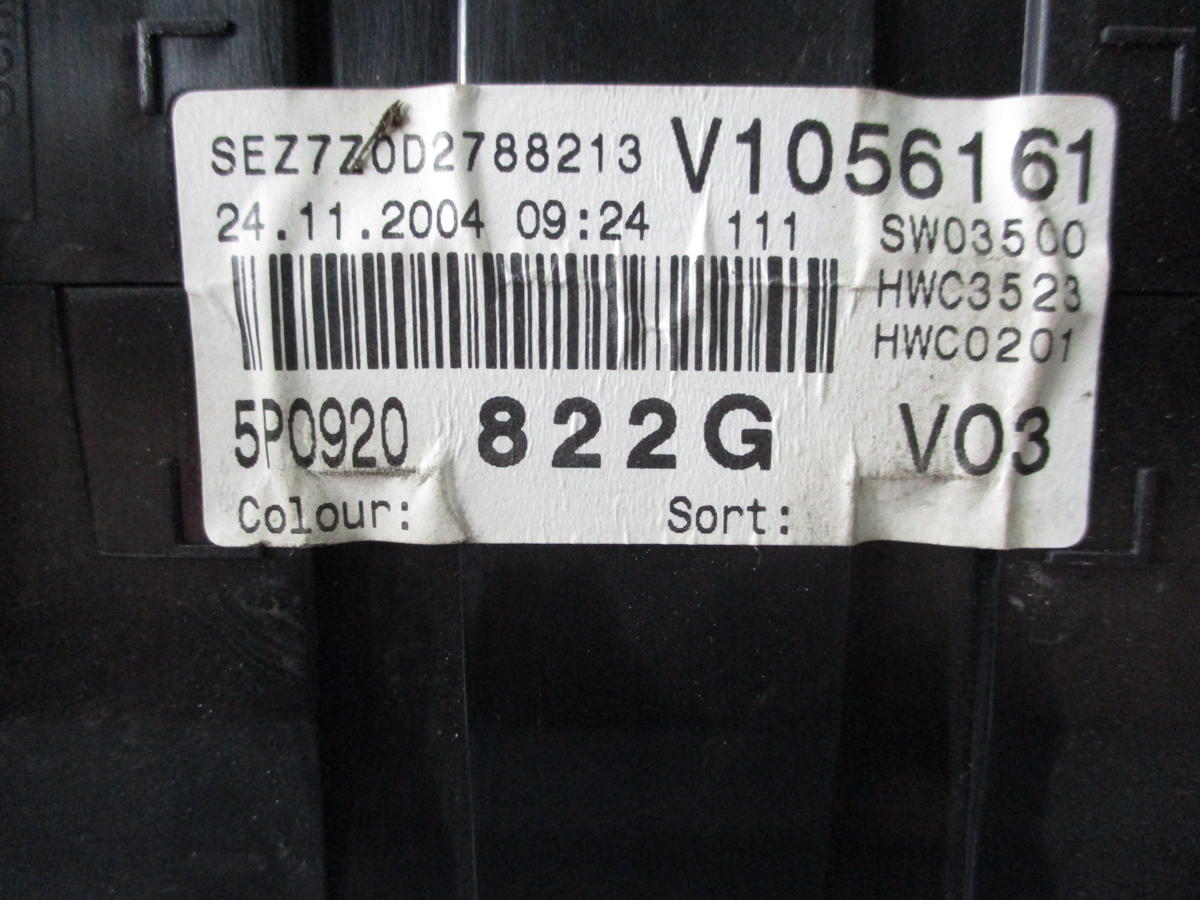 SEZ7Z0D2788213 V1056161
24.11.2004 09:24 111 SW03500
HWC3523
HWC0201
5P0920 822G V03
Colour: Sort: